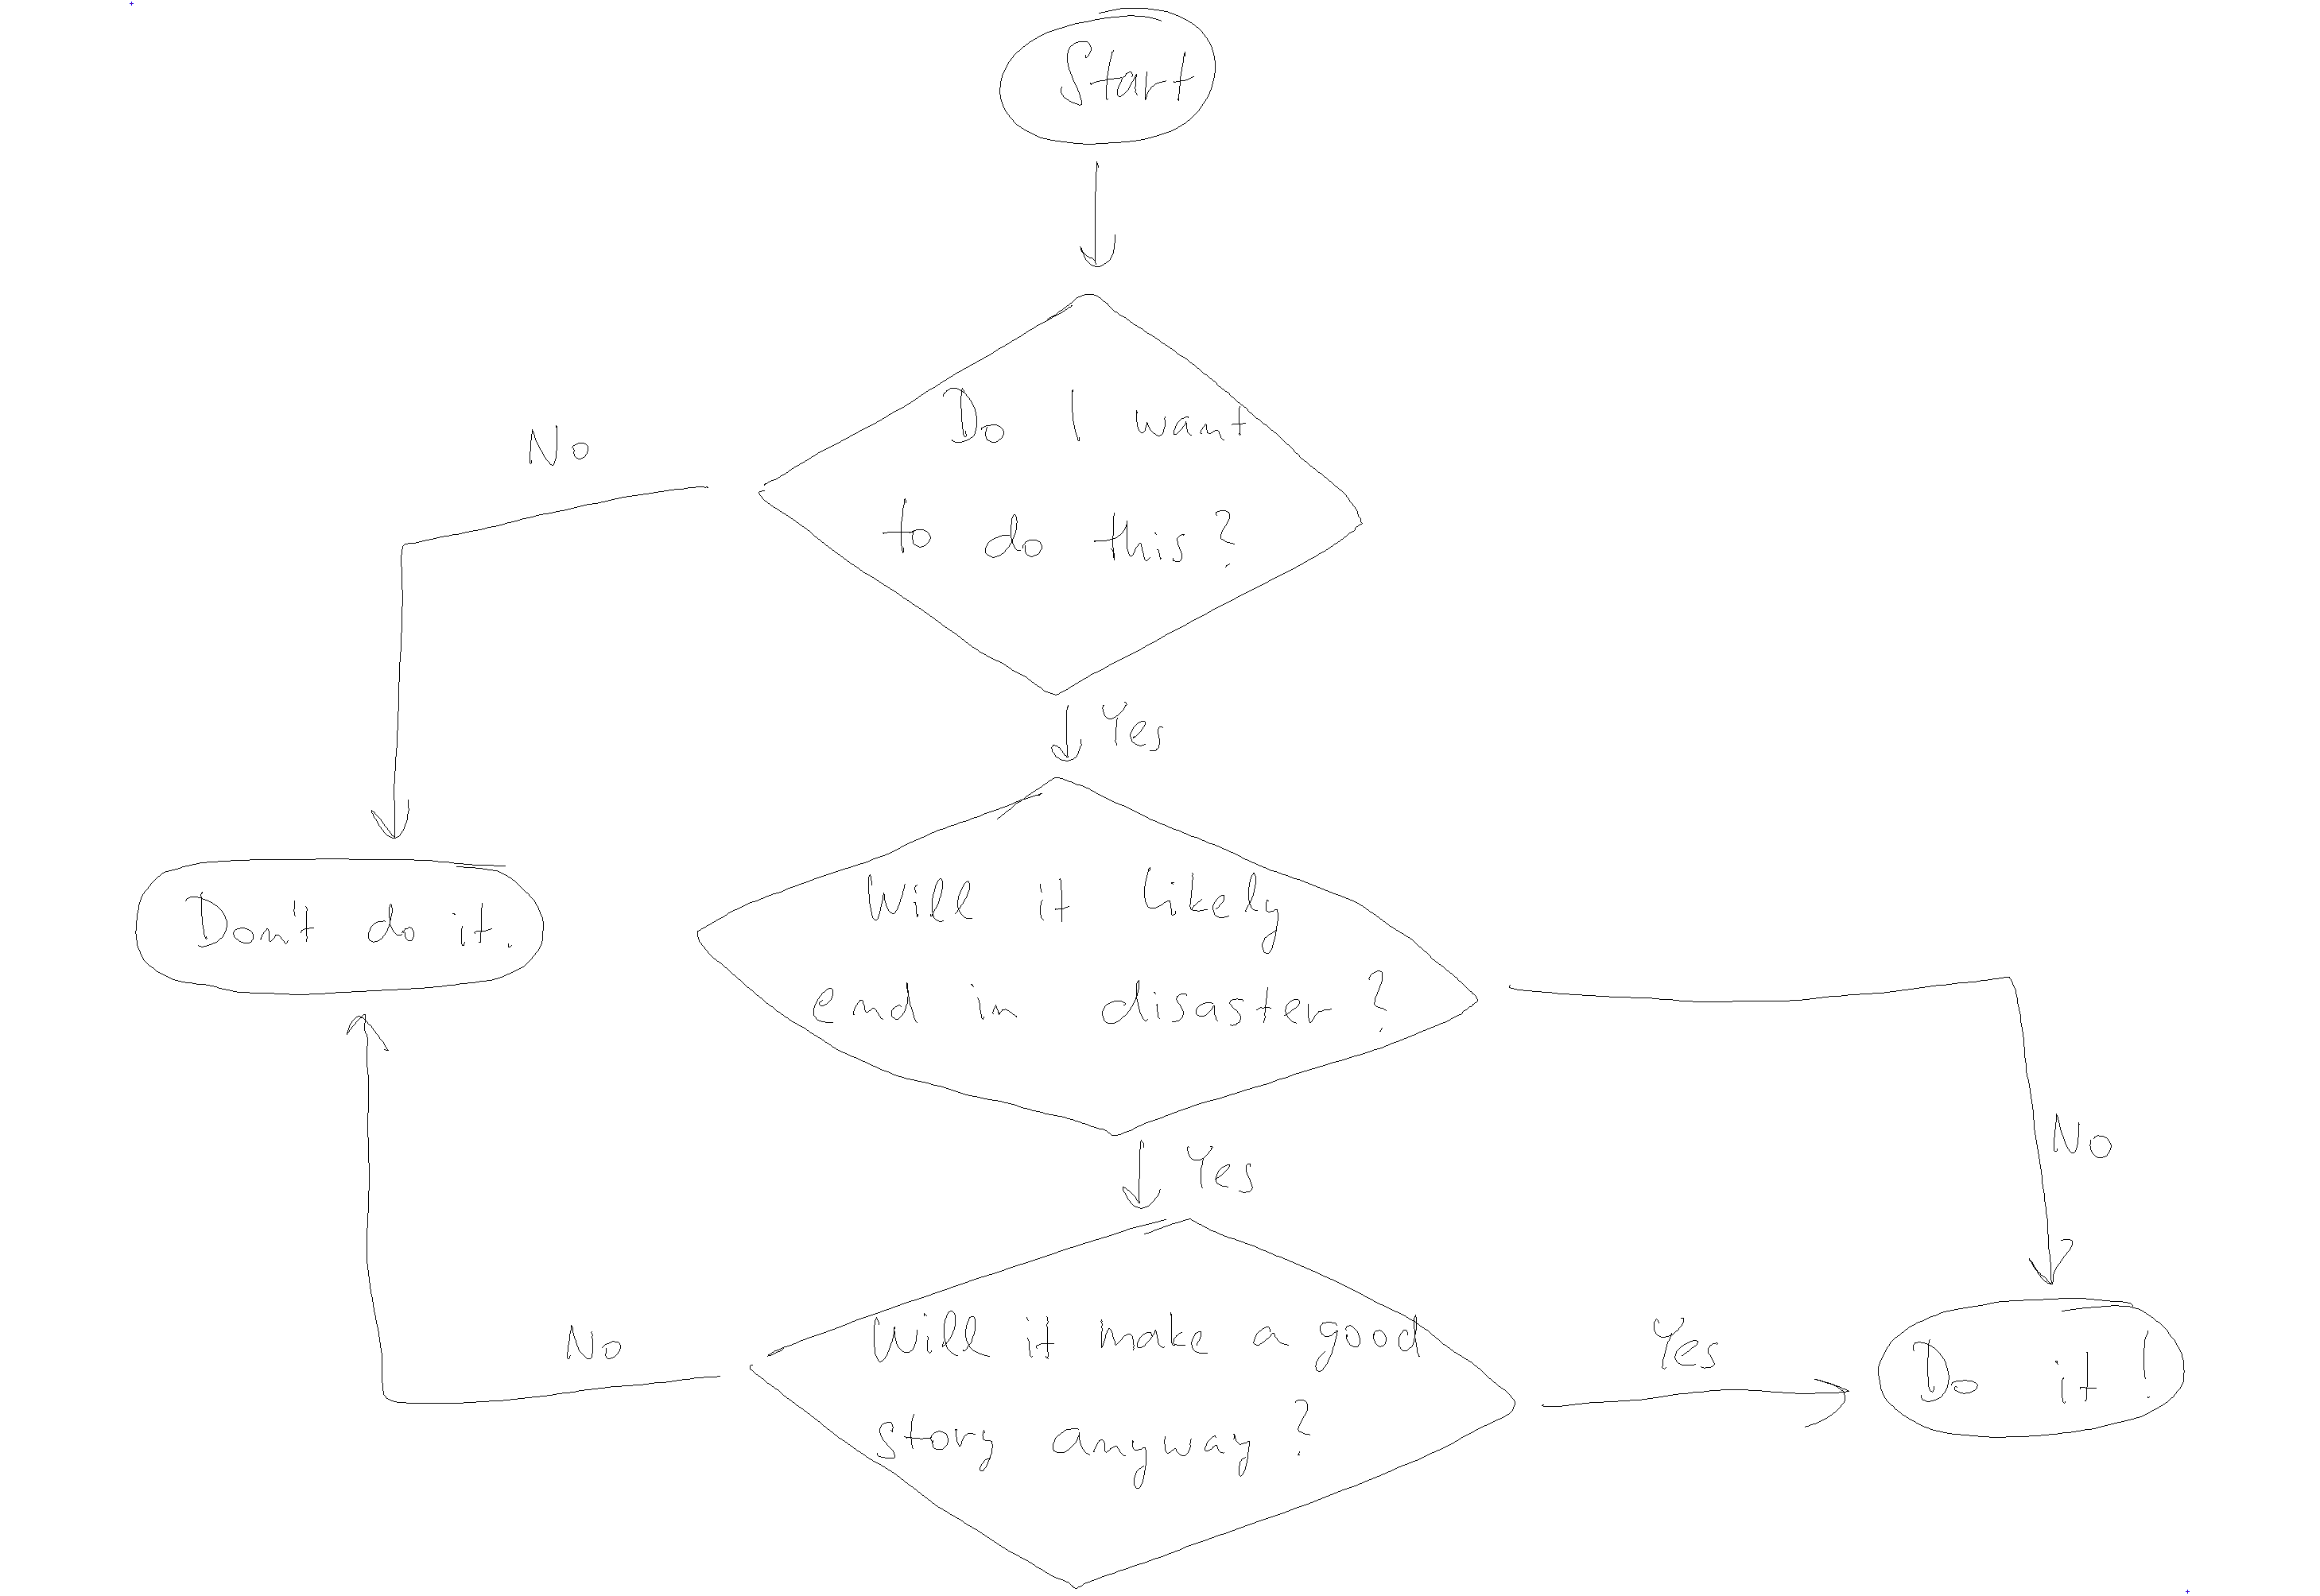 Start
Do I want
to do this?
No
Yes
Don't do it.
Will it likely
end in disaster?
No
Yes
Will it make a good
story anyway?
No
Yes
Do it!